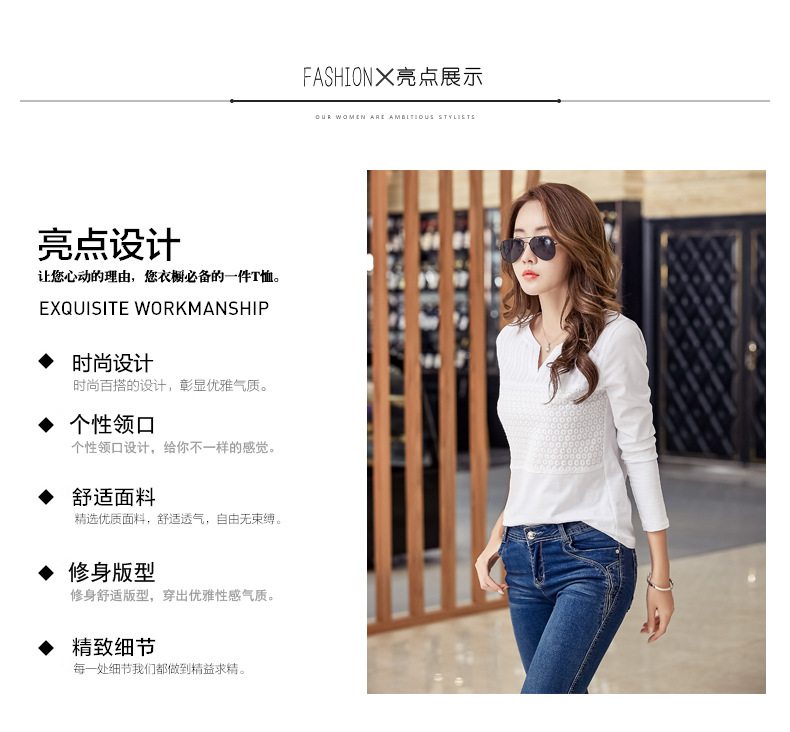 FASHION×亮点展示
OUR WOMEN ARE AMBITIOUS STYLISTS
亮点设计
让您心动的理由，您衣橱必备的一件T恤。
EXQUISITE WORKMANSHIP
时尚设计
时尚百搭的设计，彰显优雅气质。
个性领口
个性领口设计，给你不一样的感觉。
舒适面料
精选优质面料，舒适透气，自由无束缚。
修身版型
修身舒适版型，穿出优雅性感气质。
精致细节
每一处细节我们都做到精益求精。